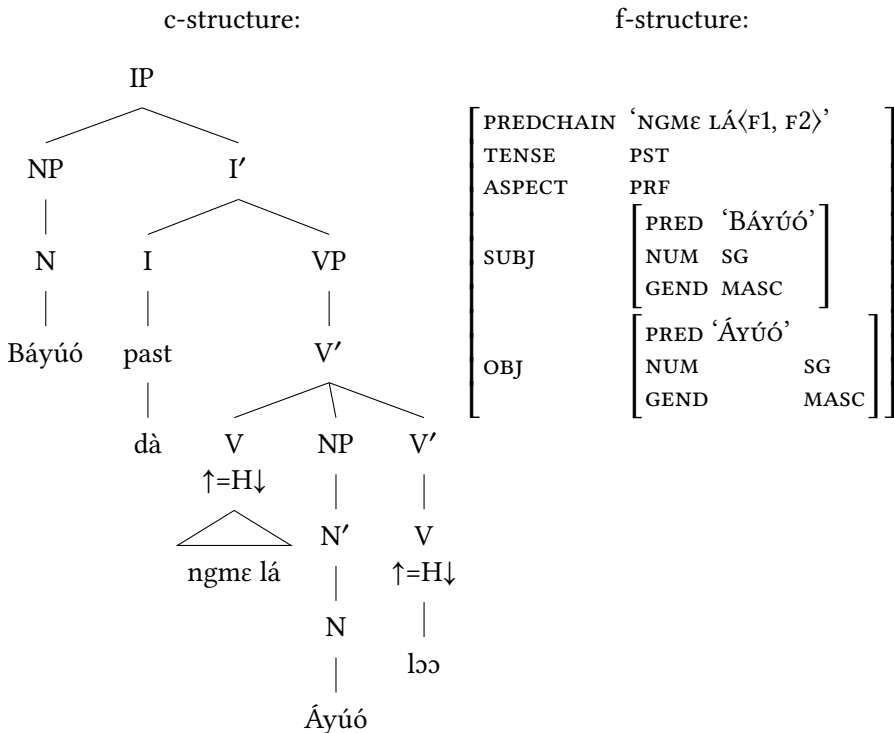 c-structure:
f-structure:
IP
NP I′
N I VP
Báyúó past V′
dà V NP V′
↑=H↓
ngmɛ lá N′ V
↑=H↓
N
lɔɔ
Áyúó
PREDCHAIN ‘NGMƐ LÁ⟨F1, F2⟩’
TENSE PST
ASPECT PRF
SUBJ
PRED ‘BÁYÚÓ’
NUM SG
GEND MASC
OBJ
PRED ‘ÁYÚÓ’
NUM SG
GEND MASC